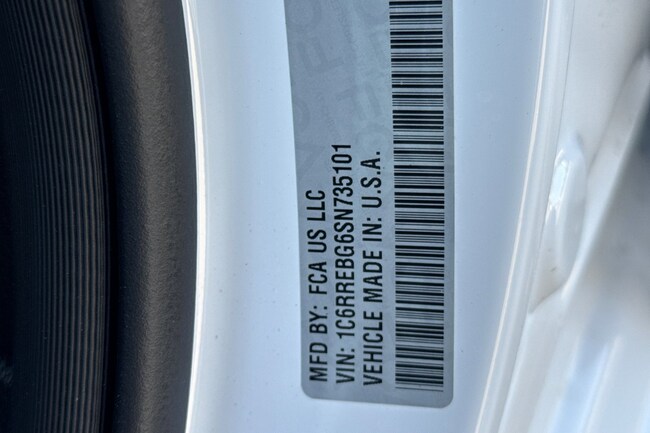 MFD BY: FCA US LLC
VIN: 1C6RREBG6SN735101
VEHICLE MADE IN: U.S.A.